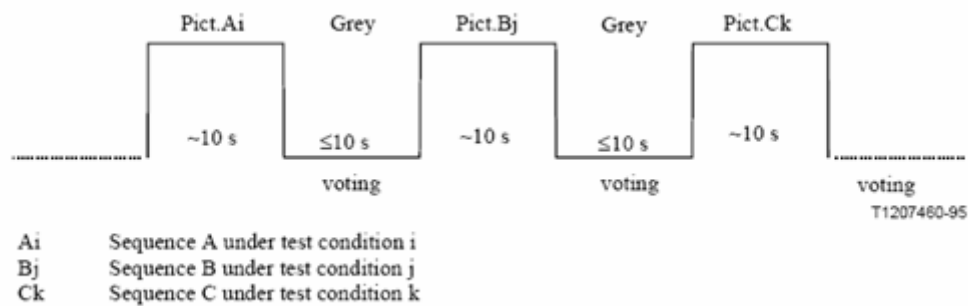 Pict.Ai Grey Pict.Bj Grey Pict.Ck
~10 s ≤10 s ~10 s ≤10 s ~10 s
voting voting voting
T1207460-95
Ai Sequence A under test condition i
Bj Sequence B under test condition j
Ck Sequence C under test condition k